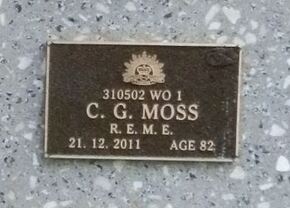 310502 WO 1
C. G. MOSS
R. E. M. E.
21. 12. 2011 AGE 82